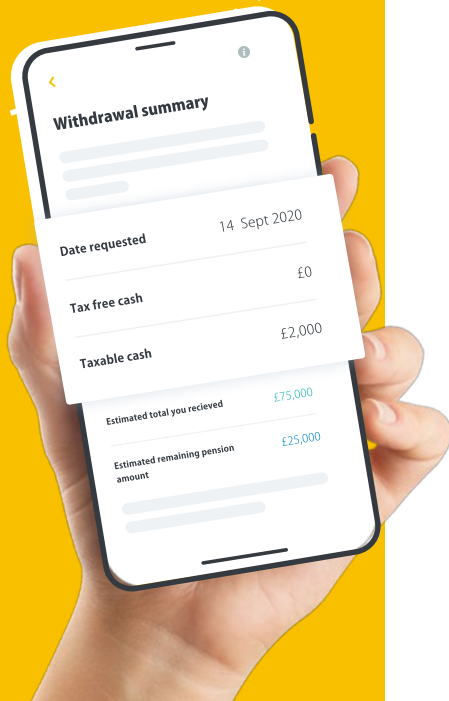 Withdrawal summary
Date requested 14 Sept 2020
Tax free cash £0
Taxable cash £2,000
Estimated total you recieved £75,000
Estimated remaining pension £25,000
amount